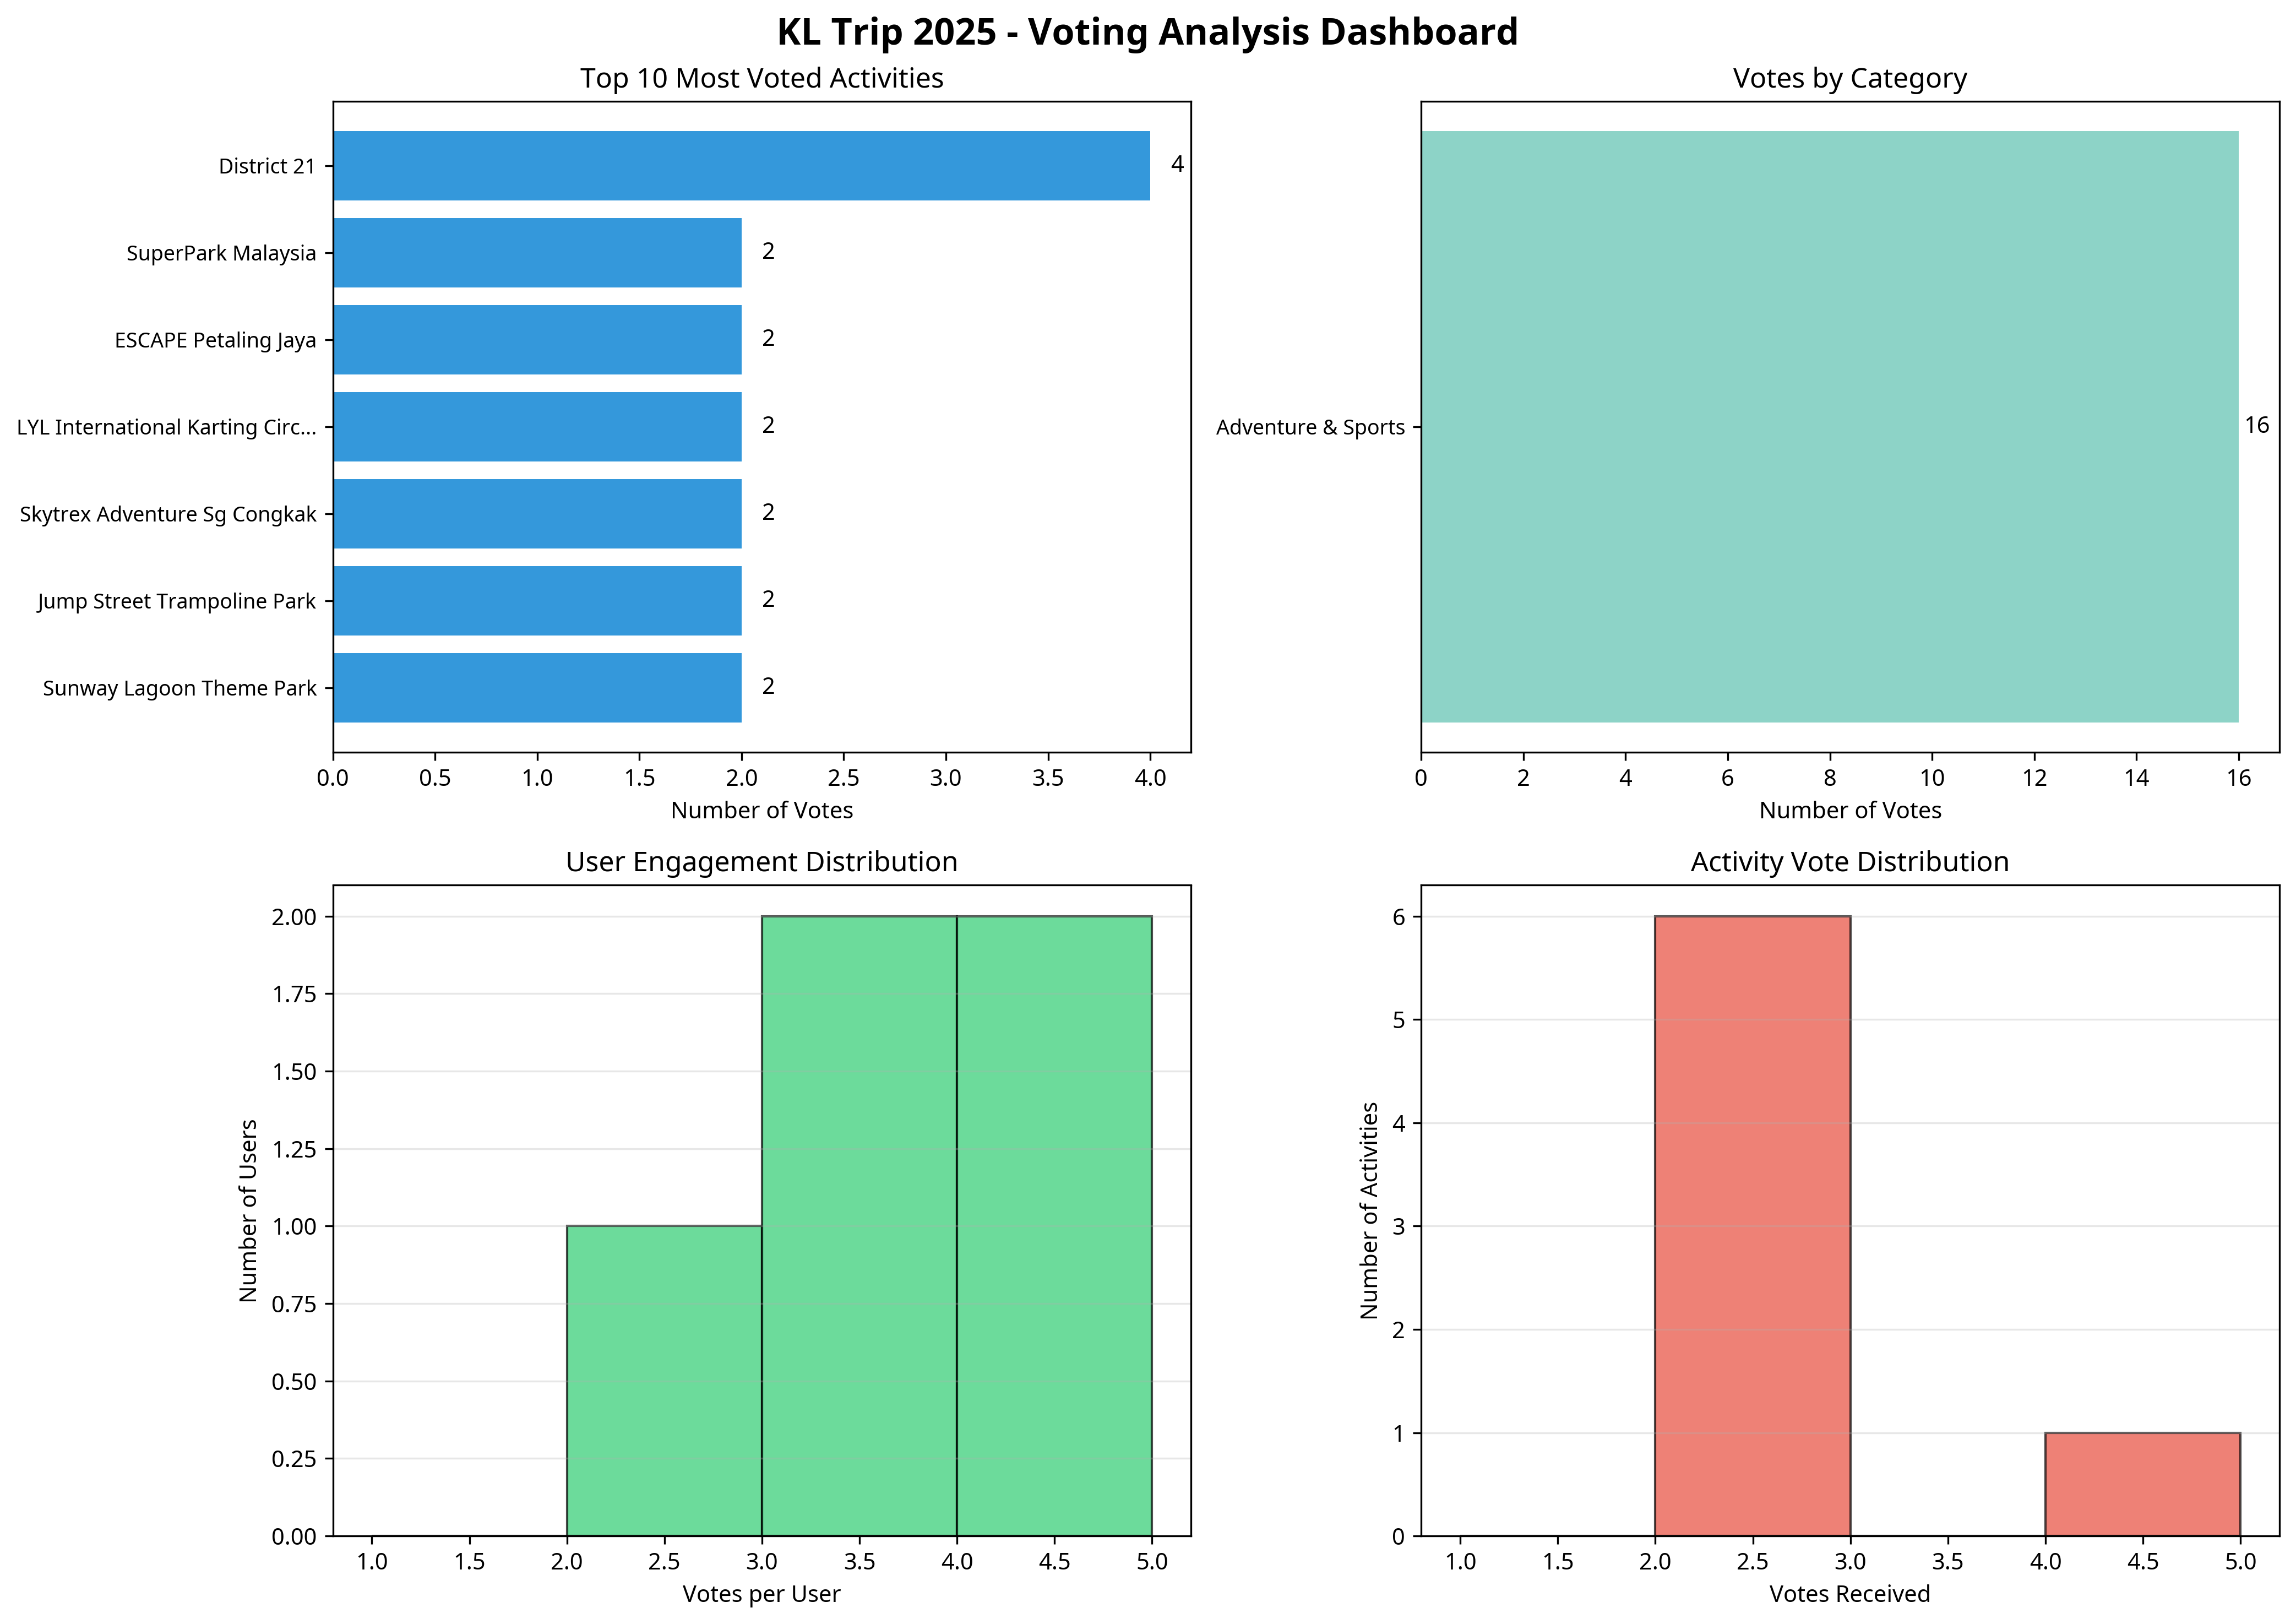 KL Trip 2025 - Voting Analysis Dashboard
Top 10 Most Voted Activities
District 21
4
SuperPark Malaysia
2
ESCAPE Petaling Jaya
2
LYL International Karting Circ...
2
Skytrex Adventure Sg Congkak
2
Jump Street Trampoline Park
2
Sunway Lagoon Theme Park
2
0.0 0.5 1.0 1.5 2.0 2.5 3.0 3.5 4.0
Number of Votes
Votes by Category
Adventure & Sports
16
0 2 4 6 8 10 12 14 16
Number of Votes
User Engagement Distribution
Number of Users
2.00
1.75
1.50
1.25
1.00
0.75
0.50
0.25
0.00
1.0 1.5 2.0 2.5 3.0 3.5 4.0 4.5 5.0
Votes per User
Activity Vote Distribution
Number of Activities
6
5
4
3
2
1
0
1.0 1.5 2.0 2.5 3.0 3.5 4.0 4.5 5.0
Votes Received